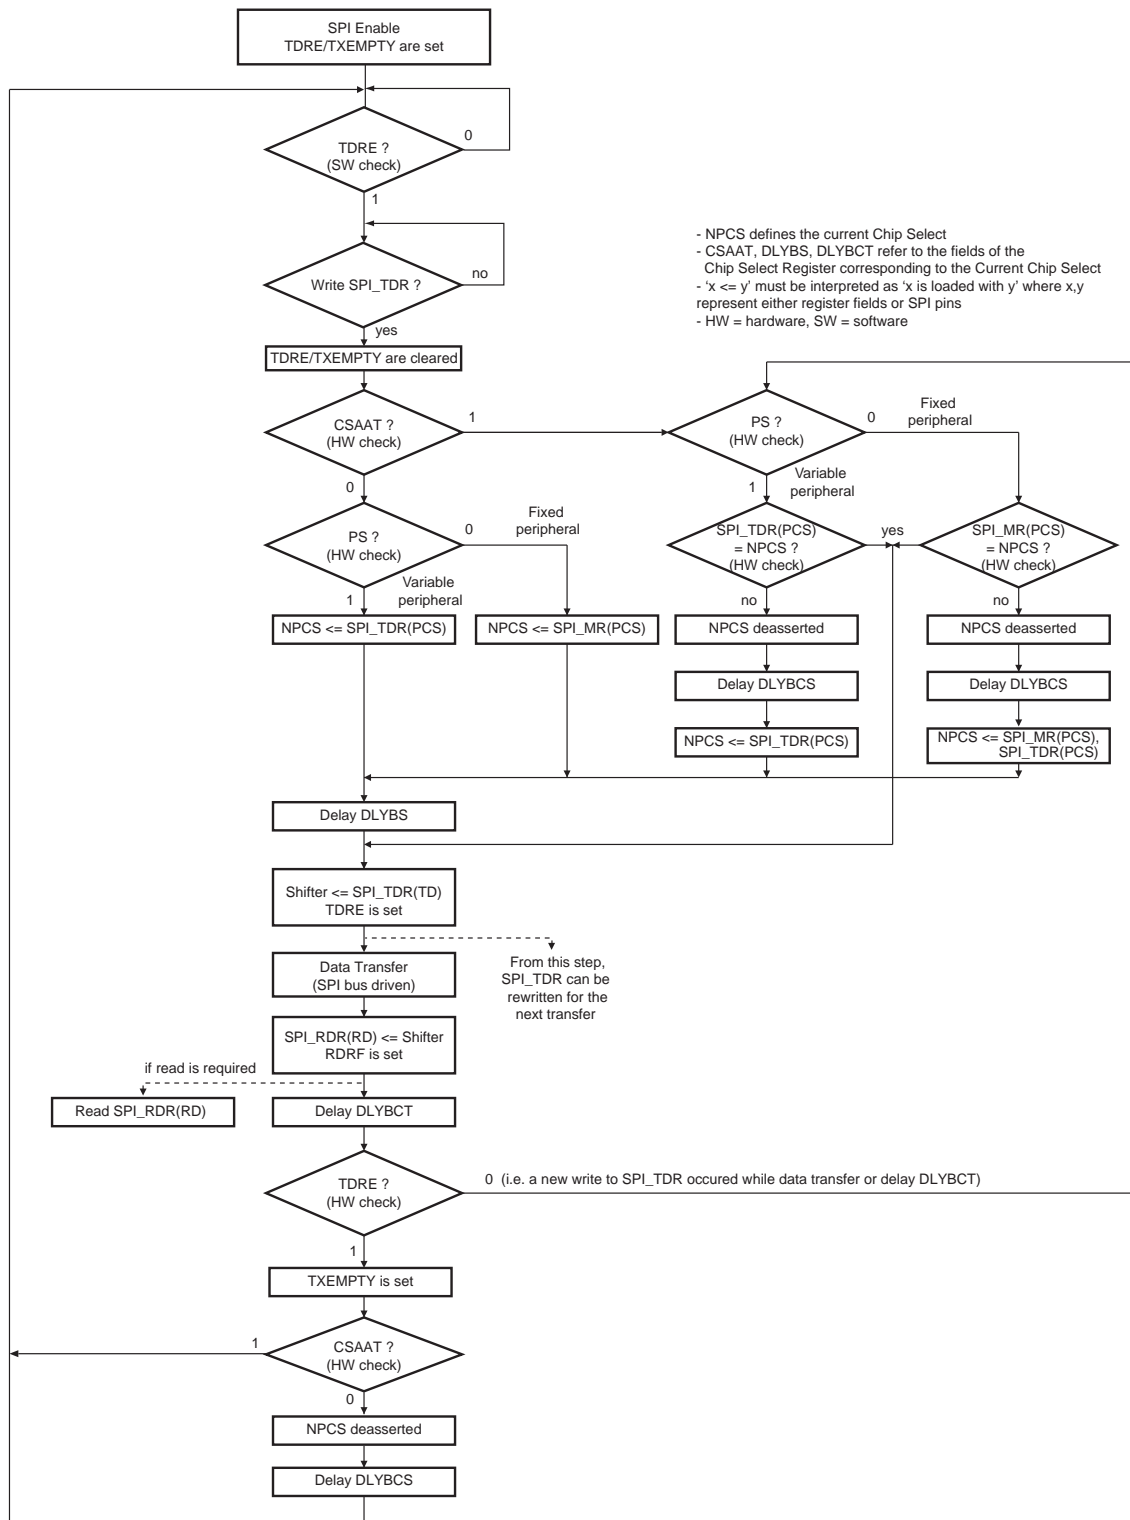 SPI Enable
TDRE/TXEMPTY are set
TDRE ?
(SW check)
0
1
Write SPI_TDR ?
no
yes
- NPCS defines the current Chip Select
- CSAAT, DLYBS, DLYBCT refer to the fields of the
Chip Select Register corresponding to the Current Chip Select
- ‘x <= y’ must be interpreted as ‘x is loaded with y’ where x,y
represent either register fields or SPI pins
- HW = hardware, SW = software
TDRE/TXEMPTY are cleared
CSAAT ?
(HW check)
1
0
PS ?
(HW check)
0
Fixed
peripheral
1
Variable
peripheral
PS ?
(HW check)
0
Fixed
peripheral
1
Variable
peripheral
SPI_TDR(PCS)
= NPCS ?
(HW check)
yes
no
SPI_MR(PCS)
= NPCS ?
(HW check)
no
NPCS <= SPI_TDR(PCS)
NPCS <= SPI_MR(PCS)
NPCS deasserted
NPCS deasserted
Delay DLYBCS
Delay DLYBCS
NPCS <= SPI_TDR(PCS)
NPCS <= SPI_MR(PCS),
SPI_TDR(PCS)
Delay DLYBS
Shifter <= SPI_TDR(TD)
TDRE is set
Data Transfer
(SPI bus driven)
From this step,
SPI_TDR can be
rewritten for the
next transfer
SPI_RDR(RD) <= Shifter
RDRF is set
if read is required
Read SPI_RDR(RD)
Delay DLYBCT
TDRE ?
(HW check)
0 (i.e. a new write to SPI_TDR occured while data transfer or delay DLYBCT)
1
TXEMPTY is set
CSAAT ?
(HW check)
1
0
NPCS deasserted
Delay DLYBCS